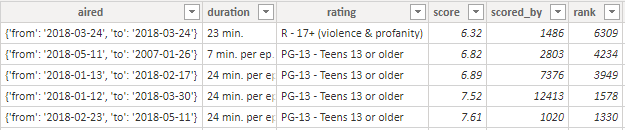 aired duration rating score scored_by rank
{'from': '2018-03-24', 'to': '2018-03-24'} 23 min. R - 17+ (violence & profanity) 6.32 1486 6309
{'from': '2018-05-11', 'to': '2007-01-26'} 7 min. per ep. PG-13 - Teens 13 or older 6.82 2803 4234
{'from': '2018-01-13', 'to': '2018-02-17'} 24 min. per ep PG-13 - Teens 13 or older 6.89 7376 3949
{'from': '2018-01-12', 'to': '2018-03-30'} 24 min. per ep PG-13 - Teens 13 or older 7.52 12413 1578
{'from': '2018-02-23', 'to': '2018-05-11'} 24 min. per ep PG-13 - Teens 13 or older 7.61 1020 1330